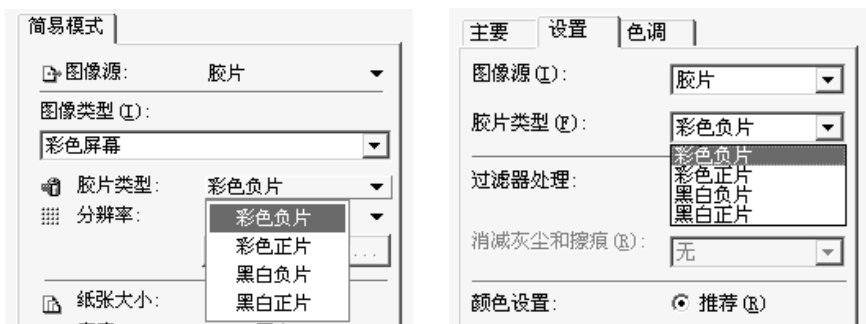 简易模式
图像源: 胶片
图像类型(I):
彩色屏幕
胶片类型: 彩色负片
分辨率:
彩色负片
彩色正片
...
黑白负片
黑白正片
纸张大小:
主要 设置 色调
图像源(I): 胶片
胶片类型(F): 彩色负片
彩色负片
彩色正片
黑白负片
黑白正片
过滤器处理:
消减灰尘和擦痕(R): 无
颜色设置: 推荐(R)